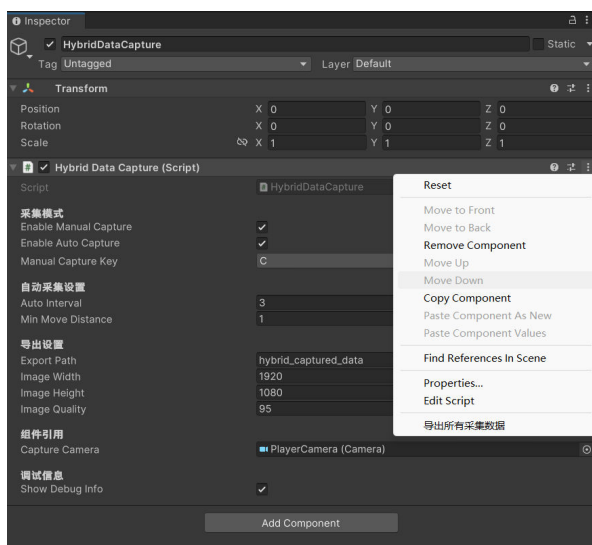 Inspector
HybridDataCapture Static
Tag Untagged Layer Default
Transform
Position X 0 Y 0 Z 0
Rotation X 0 Y 0 Z 0
Scale X 1 Y 1 Z 1
Hybrid Data Capture (Script)
Script HybridDataCapture
采集模式
Enable Manual Capture
Enable Auto Capture
Manual Capture Key C
自动采集设置
Auto Interval 3
Min Move Distance 1
导出设置
Export Path hybrid_captured_data
Image Width 1920
Image Height 1080
Image Quality 95
组件引用
Capture Camera PlayerCamera (Camera)
调试信息
Show Debug Info
Add Component
Reset
Move to Front
Move to Back
Remove Component
Move Up
Move Down
Copy Component
Paste Component As New
Paste Component Values
Find References In Scene
Properties...
Edit Script
导出所有采集数据